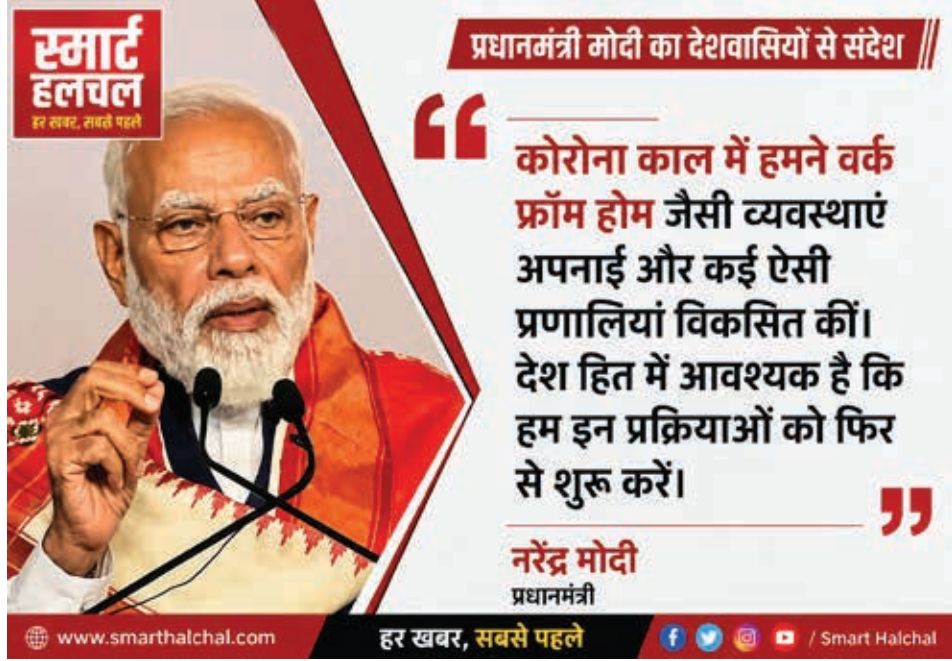 स्मार्ट
हलचल
हर खबर, सबसे पहले
प्रधानमंत्री मोदी का देशवासियों से संदेश
“
कोरोना काल में हमने वर्क
फ्रॉम होम जैसी व्यवस्थाएं
अपनाई और कई ऐसी
प्रणालियां विकसित कीं।
देश हित में आवश्यक है कि
हम इन प्रक्रियाओं को फिर
से शुरू करें।
”
नरेंद्र मोदी
प्रधानमंत्री
www.smarthalchal.com
हर खबर, सबसे पहले
/ Smart Halchal